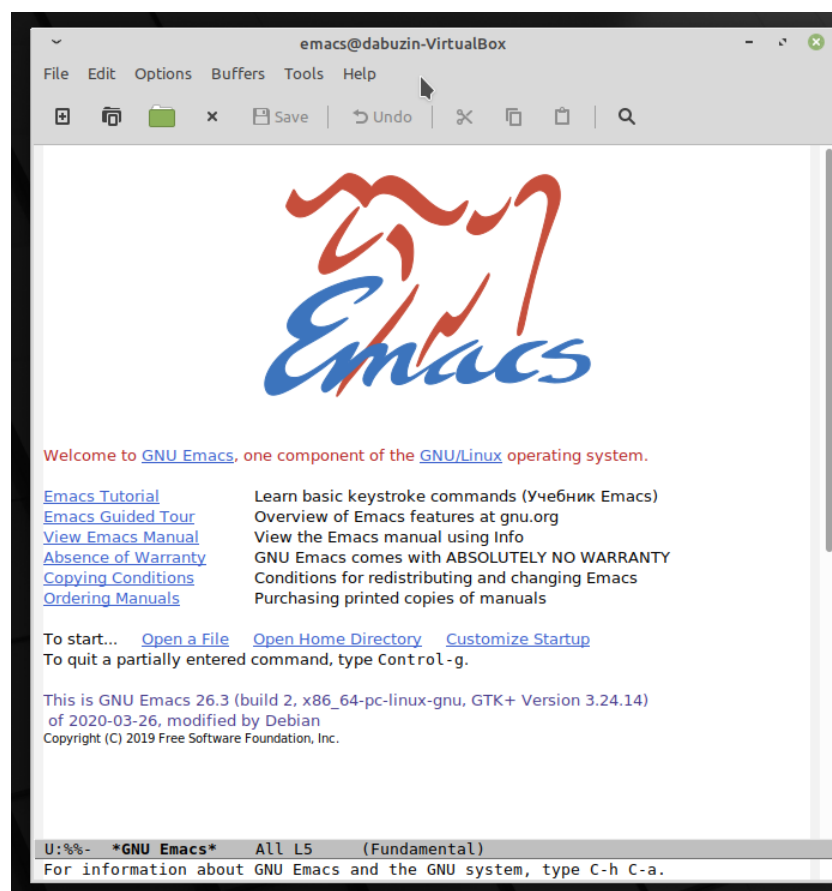 emacs@dabuzin-VirtualBox
File Edit Options Buffers Tools Help
Save Undo
Emacs
Welcome to GNU Emacs, one component of the GNU/Linux operating system.
Emacs Tutorial Learn basic keystroke commands (Учебник Emacs)
Emacs Guided Tour Overview of Emacs features at gnu.org
View Emacs Manual View the Emacs manual using Info
Absence of Warranty GNU Emacs comes with ABSOLUTELY NO WARRANTY
Copying Conditions Conditions for redistributing and changing Emacs
Ordering Manuals Purchasing printed copies of manuals
To start... Open a File Open Home Directory Customize Startup
To quit a partially entered command, type Control-g.
This is GNU Emacs 26.3 (build 2, x86_64-pc-linux-gnu, GTK+ Version 3.24.14)
of 2020-03-26, modified by Debian
Copyright (C) 2019 Free Software Foundation, Inc.
U:%%- *GNU Emacs* All L5 (Fundamental)
For information about GNU Emacs and the GNU system, type C-h C-a.